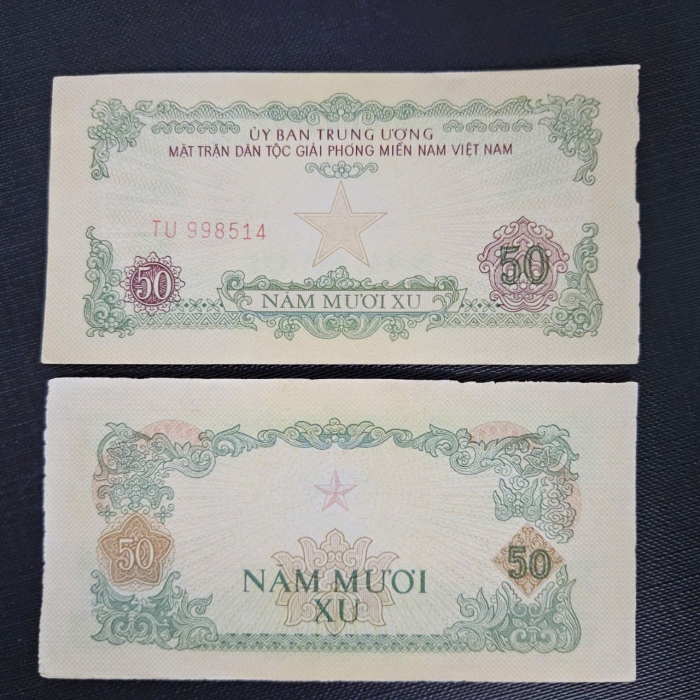 ỦY BAN TRUNG ƯƠNG
MẶT TRẬN DÂN TỘC GIẢI PHÓNG MIỀN NAM VIỆT NAM
TU 998514
50
50
NĂM MƯƠI XU
50
50
NĂM MƯƠI
XU